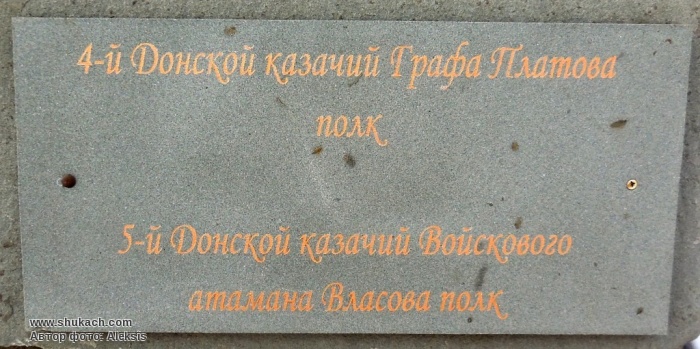 4-й Донской казачий Графа Платова
полк
5-й Донской казачий Войскового
атамана Власова полк
www.shukach.com
Автор фото: Aleksis